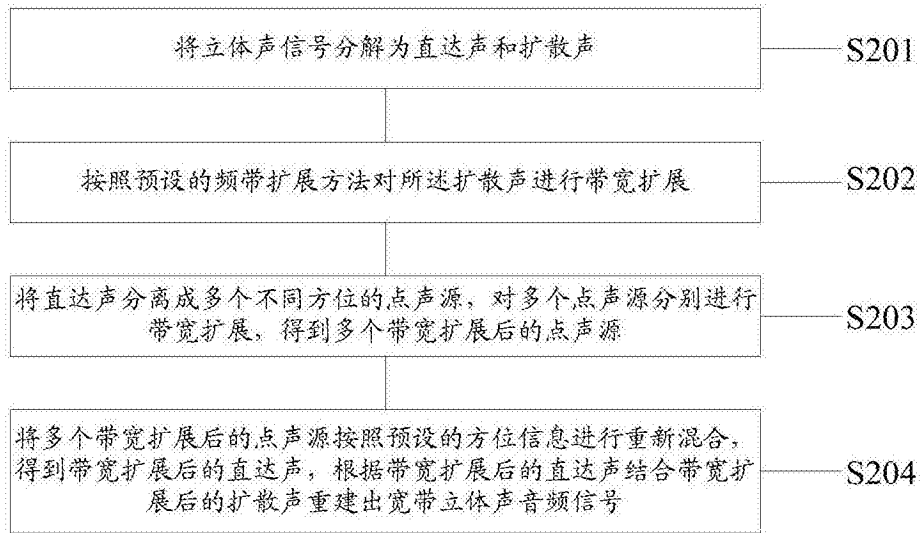 将立体声信号分解为直达声和扩散声
S201
按照预设的频带扩展方法对所述扩散声进行带宽扩展
S202
将直达声分离成多个不同方位的点声源，对多个点声源分别进行
带宽扩展，得到多个带宽扩展后的点声源
S203
将多个带宽扩展后的点声源按照预设的方位信息进行重新混合，
得到带宽扩展后的直达声，根据带宽扩展后的直达声结合带宽扩
展后的扩散声重建出宽带立体声音频信号
S204